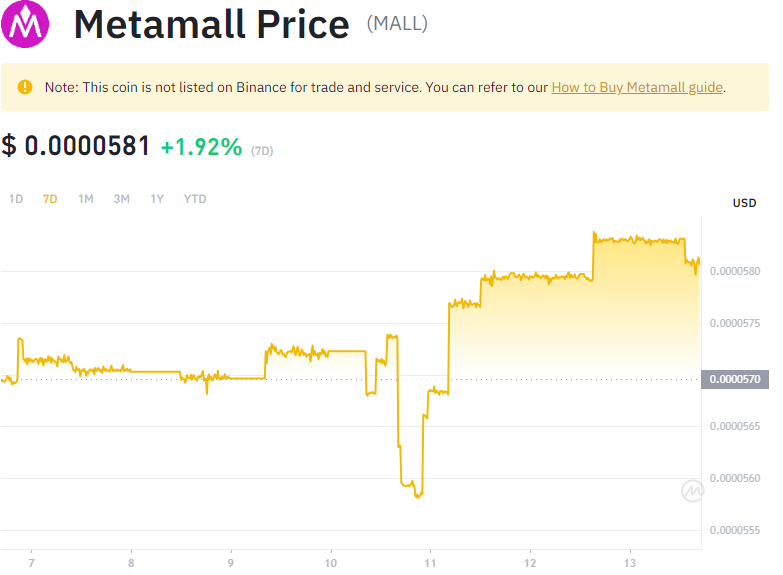 Metamall Price (MALL)
Note: This coin is not listed on Binance for trade and service. You can refer to our How to Buy Metamall guide.
$ 0.0000581 +1.92% (7D)
1D 7D 1M 3M 1Y YTD
USD
0.0000580
0.0000575
0.0000570
0.0000565
0.0000560
0.0000555
7 8 9 10 11 12 13